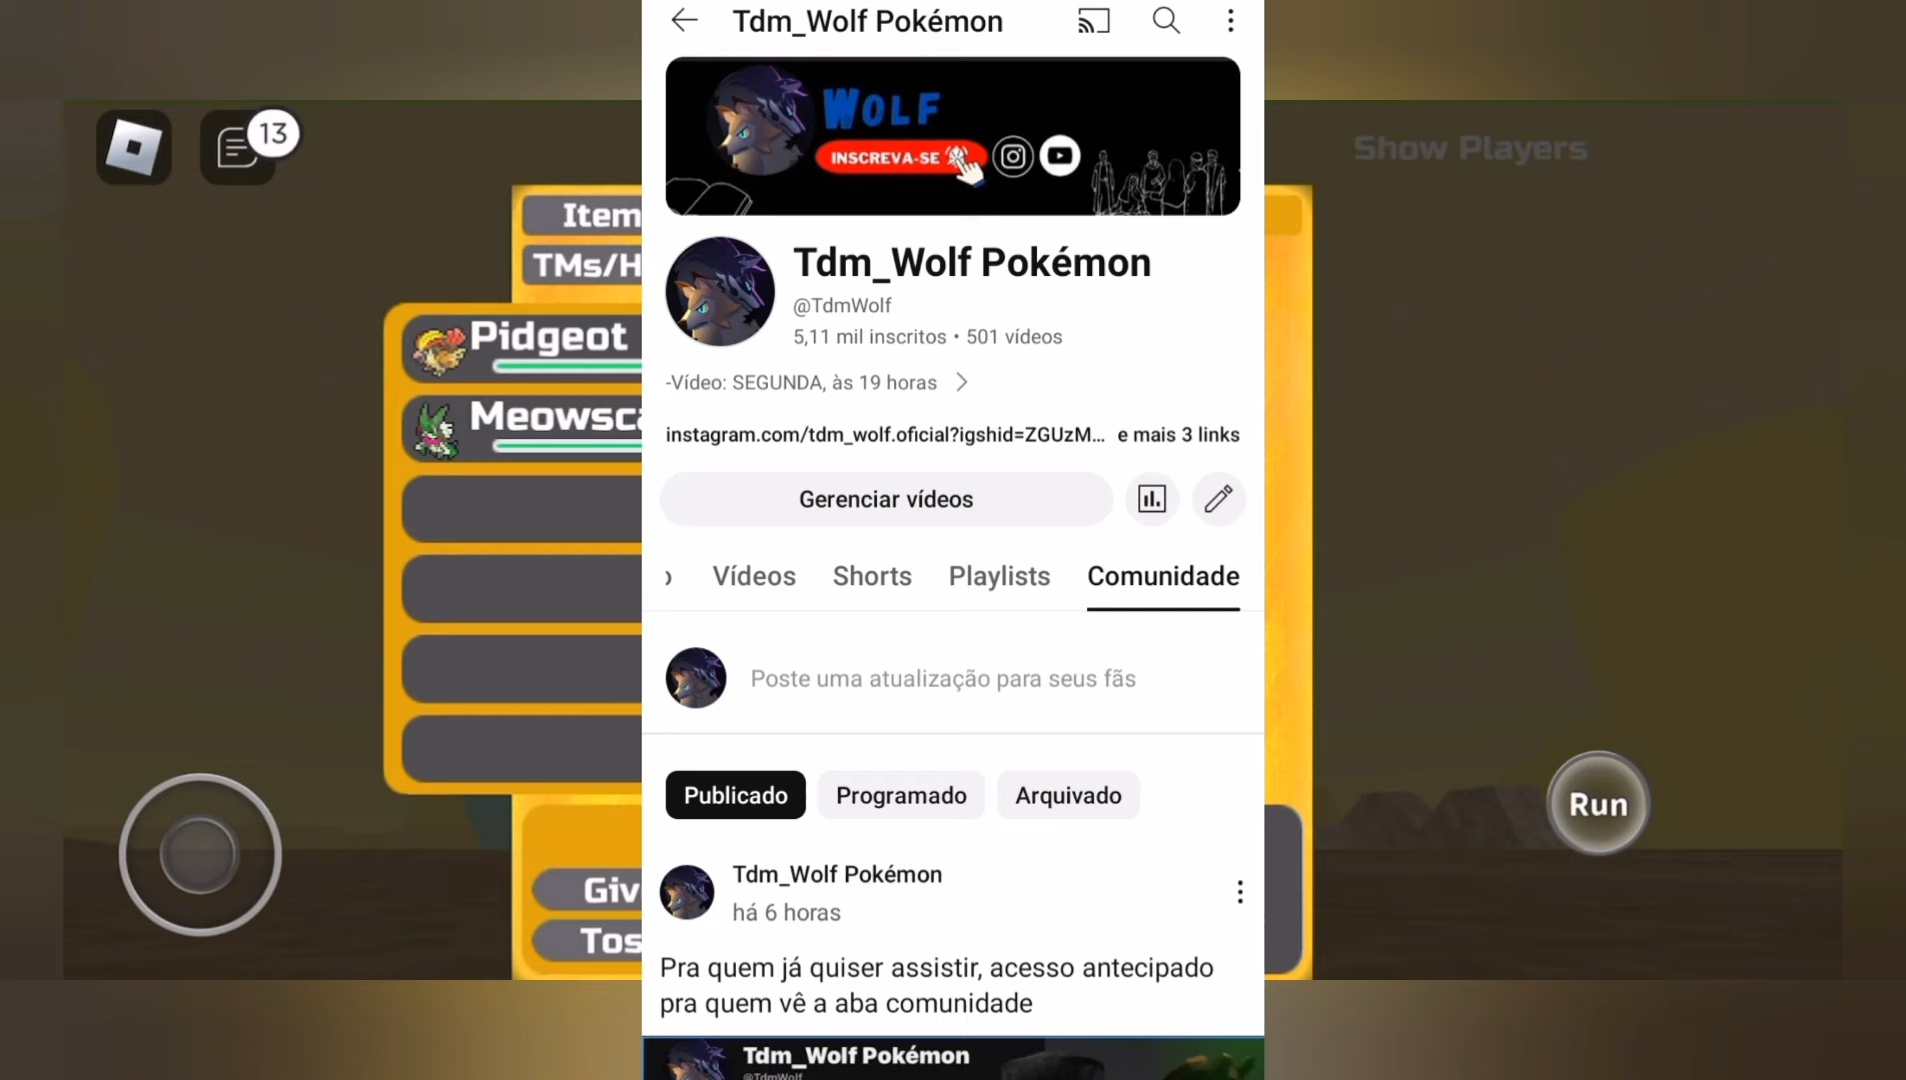 Tdm_Wolf Pokémon
WOLF
INSCREVA-SE
13
Show Players
Item
TMs/H
Pidgeot
Meowsca
Tdm_Wolf Pokémon
@TdmWolf
5,11 mil inscritos • 501 vídeos
-Vídeo: SEGUNDA, às 19 horas
instagram.com/tdm_wolf.oficial?igshid=ZGUzM... e mais 3 links
Gerenciar vídeos
Vídeos Shorts Playlists Comunidade
Poste uma atualização para seus fãs
Publicado Programado Arquivado
Run
Tdm_Wolf Pokémon
há 6 horas
Giv
Tos
Pra quem já quiser assistir, acesso antecipado
pra quem vê a aba comunidade
Tdm_Wolf Pokémon
@TdmWolf